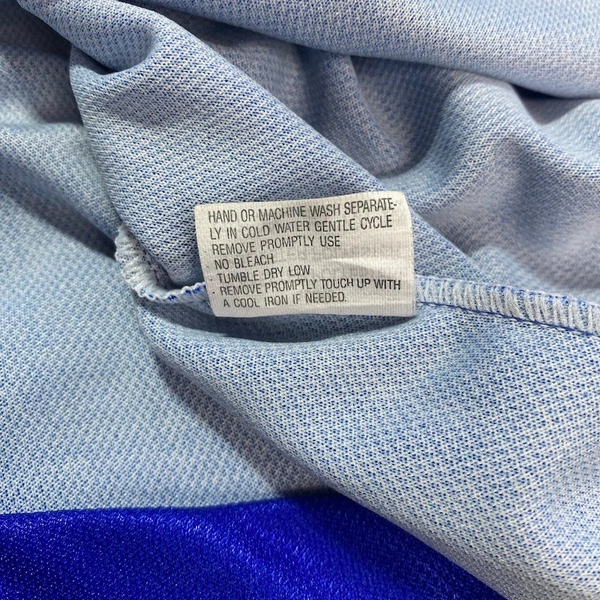 HAND OR MACHINE WASH SEPARATE-
LY IN COLD WATER GENTLE CYCLE
REMOVE PROMPTLY USE
NO BLEACH
TUMBLE DRY LOW
REMOVE PROMPTLY TOUCH UP WITH
A COOL IRON IF NEEDED.